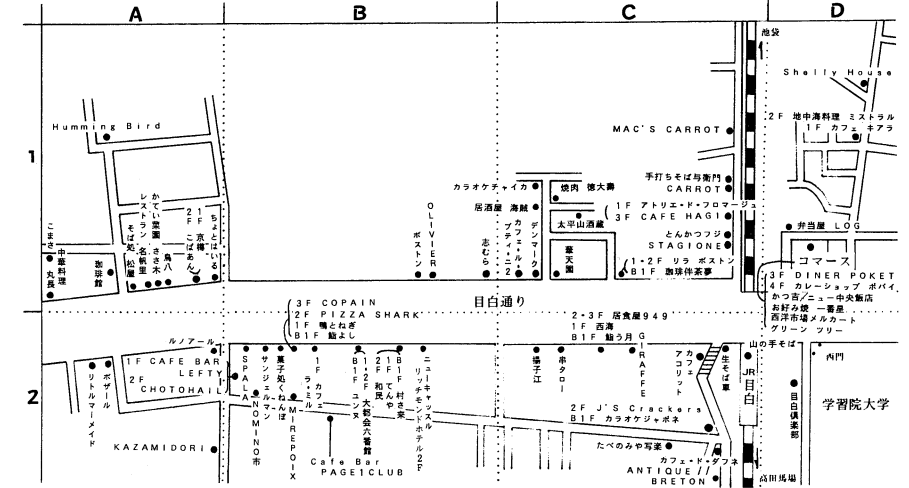 A
B
C
D
1
2
池袋
Shelly House
2F 地中海料理 ミストラル
1F カフェ キアラ
Humming Bird
MAC'S CARROT
手打ちそば与衛門
CARROT
カラオケチャイカ
焼肉 徳大壽
居酒屋 海賊
太平山酒蔵
1F アトリエ・ド・フロマージュ
3F CAFE HAGI
とんかつフジ
STAGIONE
1・2F リラ ボストン
B1F 珈琲伴茶夢
弁当屋 LOG
コマース
3F DINER POKET
4F カレーショップ ポパイ
かつ吉/ニュー中央飯店
お好み焼 一番屋
西洋市場メルカート
グリーン ツリー
こまさ
中華料理
丸長
珈琲館
かてい菜園
レストラン
そば処
松屋
名帆里
ささ木
鳥八
1F 京樽
2F こばあん
ちょとはいる
OLIVIER
ボストン
志むら
カフェ・ル・
プティ・ニ
デンマーク
2
華天園
目白通り
3F COPAIN
2F PIZZA SHARK
1F 鴨とねぎ
B1F 鮨よし
2・3F 居食屋949
1F 西海
B1F 鮨う月
GIRAFFE
ルノアール
1F CAFE BAR
LEFTY
2F
CHOTOHAIL
ボザール
リトルマーメイド
KAZAMIDORI
SPALA
NOMINO市
サンジェルマン
菓子処 くねんぼ
MIREPOIX
1F カフェ
ラ・ミル
1・2F 大都会六番館
B1F ユンヌ
1F てんや
2F 和民
B1F 村さ来
ニューキャッスル
リッチモンドホテル2F
Cafe Bar
PAGE1CLUB
揚子江
串タロー
カフェ
アコリット
生そば車
山の手そば
JR目白
西門
学習院大学
目白倶楽部
2F J'S Crackers
B1F カラオケジャポネ
たべのみや写楽
カフェ・ド・ダフネ
ANTIQUE
BRETON
高田馬場